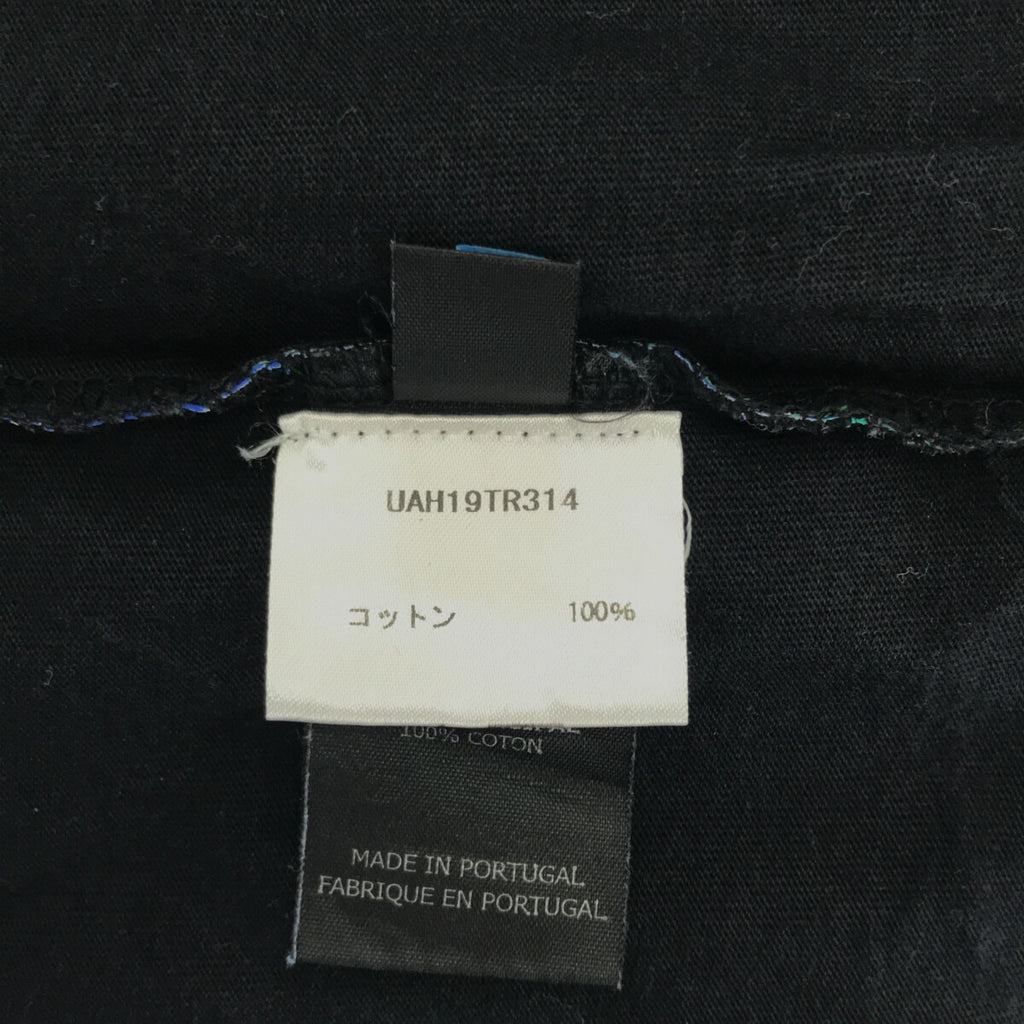 UAH19TR314
コットン 100%
100% COTON
MADE IN PORTUGAL
FABRIQUE EN PORTUGAL